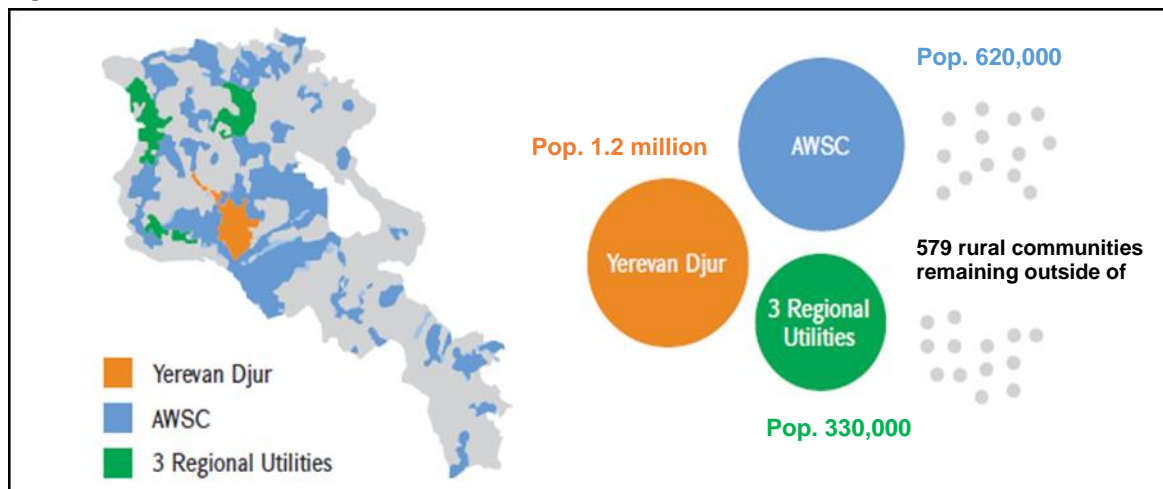 Yerevan Djur
AWSC
3 Regional Utilities
Pop. 1.2 million
Pop. 620,000
AWSC
Yerevan Djur
3 Regional
Utilities
Pop. 330,000
579 rural communities
remaining outside of